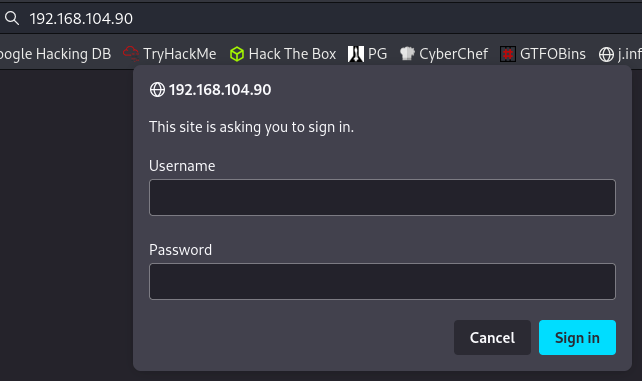 192.168.104.90
oogle Hacking DB TryHackMe Hack The Box PG CyberChef GTFOBins j.inf
192.168.104.90
This site is asking you to sign in.
Username
Password
Cancel Sign in